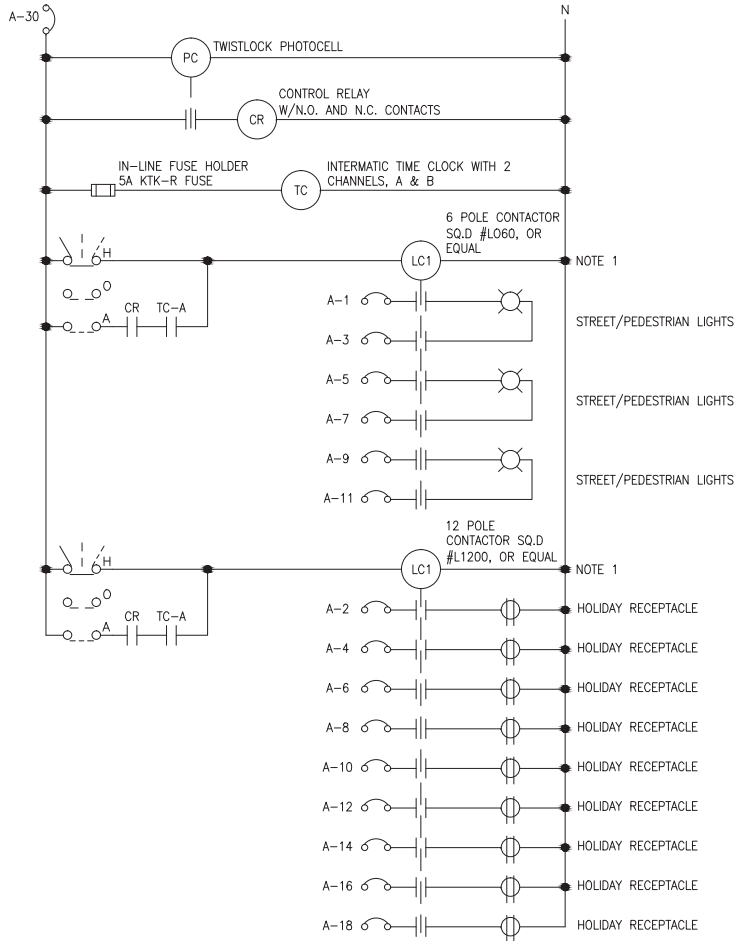 A-30
N
PC
TWISTLOCK PHOTOCELL
CONTROL RELAY
W/N.O. AND N.C. CONTACTS
CR
IN-LINE FUSE HOLDER
5A KTK-R FUSE
TC
INTERMATIC TIME CLOCK WITH 2
CHANNELS, A & B
6 POLE CONTACTOR
SQ.D #LO60, OR
EQUAL
H
LC1
NOTE 1
O
A
CR
TC-A
A-1
STREET/PEDESTRIAN LIGHTS
A-3
A-5
STREET/PEDESTRIAN LIGHTS
A-7
A-9
STREET/PEDESTRIAN LIGHTS
A-11
12 POLE
CONTACTOR SQ.D
#L1200, OR EQUAL
H
LC1
NOTE 1
O
A
CR
TC-A
A-2
HOLIDAY RECEPTACLE
A-4
HOLIDAY RECEPTACLE
A-6
HOLIDAY RECEPTACLE
A-8
HOLIDAY RECEPTACLE
A-10
HOLIDAY RECEPTACLE
A-12
HOLIDAY RECEPTACLE
A-14
HOLIDAY RECEPTACLE
A-16
HOLIDAY RECEPTACLE
A-18
HOLIDAY RECEPTACLE